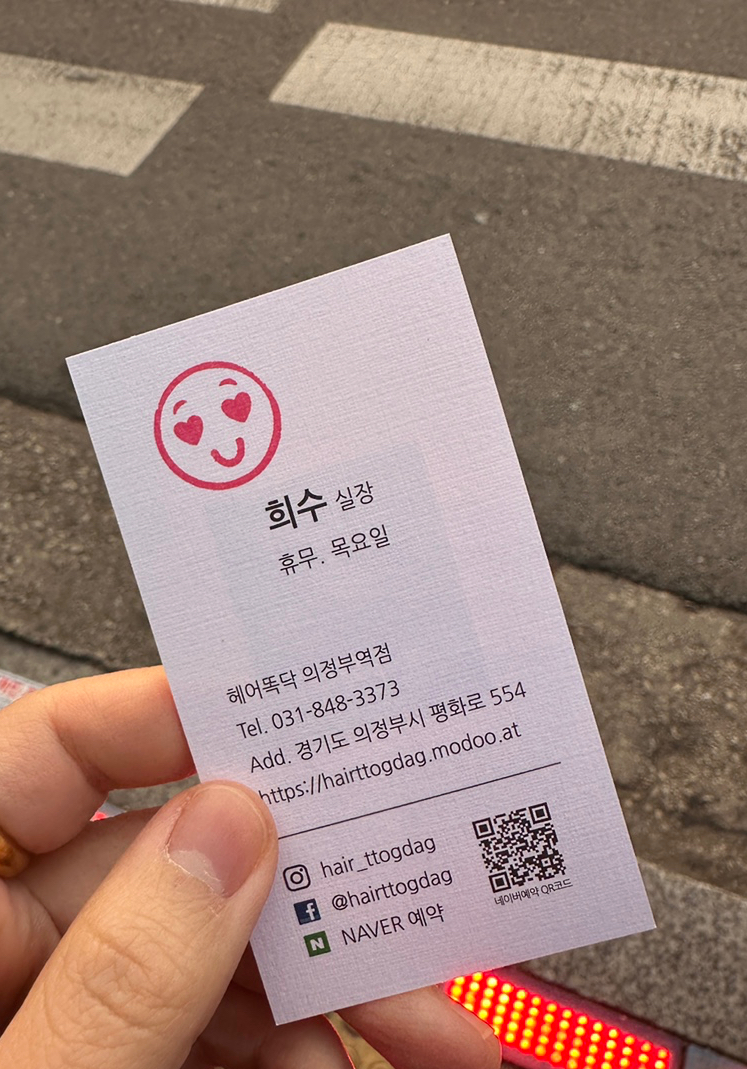 희수 실장
휴무. 목요일
헤어똑닥 의정부역점
Tel. 031-848-3373
Add. 경기도 의정부시 평화로 554
https://hairttogdag.modoo.at
hair_ttogdag
@hairttogdag
NAVER 예약
네이버예약 QR코드